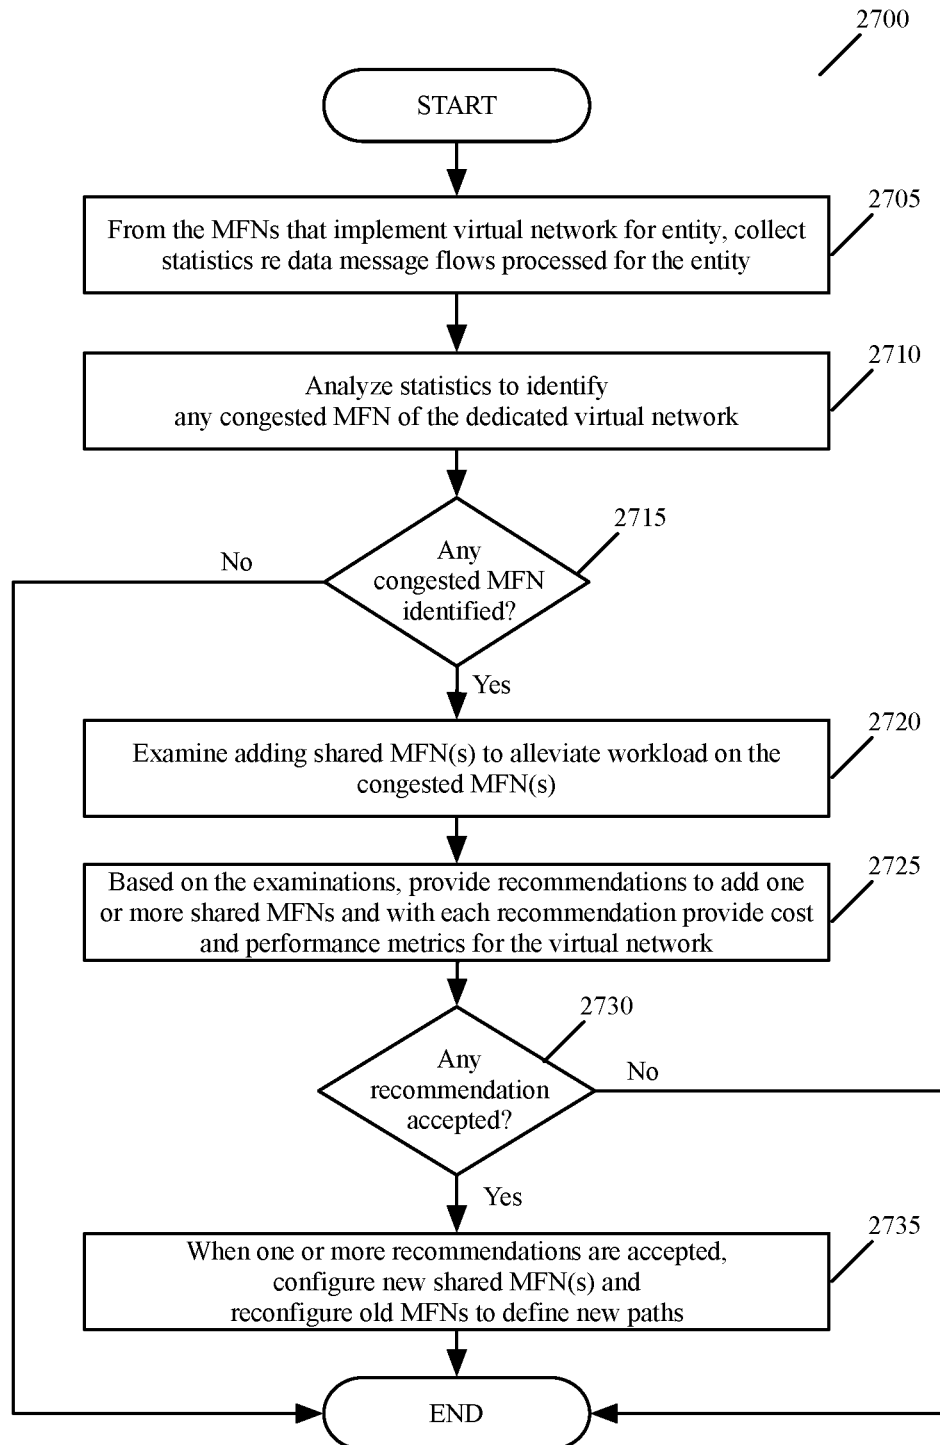 2700
START
2705
From the MFNs that implement virtual network for entity, collect
statistics re data message flows processed for the entity
2710
Analyze statistics to identify
any congested MFN of the dedicated virtual network
2715
Any
congested MFN
identified?
No
Yes
2720
Examine adding shared MFN(s) to alleviate workload on the
congested MFN(s)
2725
Based on the examinations, provide recommendations to add one
or more shared MFNs and with each recommendation provide cost
and performance metrics for the virtual network
2730
Any
recommendation
accepted?
No
Yes
2735
When one or more recommendations are accepted,
configure new shared MFN(s) and
reconfigure old MFNs to define new paths
END